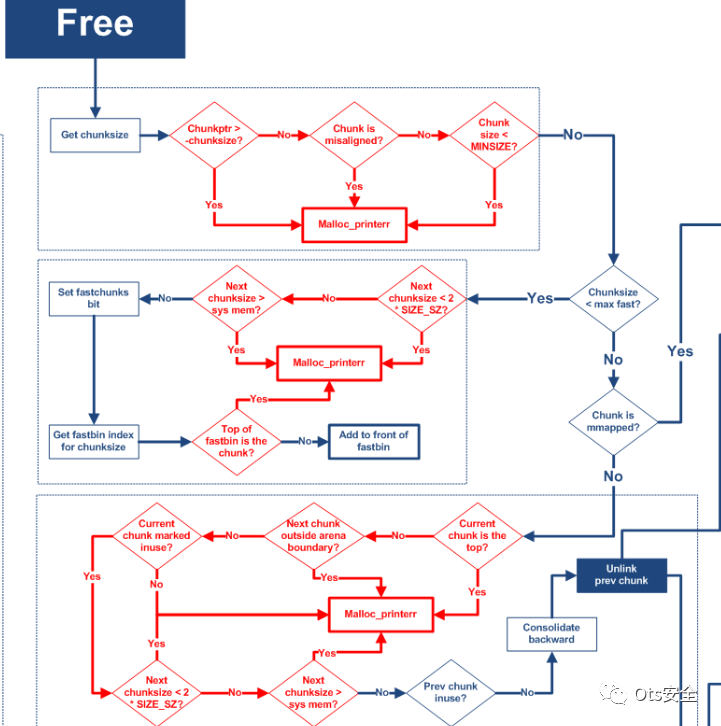 Free
Get chunksize
Chunkptr >
-chunksize?
No
Chunk is
misaligned?
No
Chunk
size <
MINSIZE?
No
Yes
Yes
Yes
Malloc_printerr
Set fastchunks
bit
No
Next
chunksize >
sys mem?
No
Next
chunksize < 2
* SIZE_SZ?
Yes
Chunksize
< max fast?
Yes
Yes
Malloc_printerr
Yes
No
Yes
Get fastbin index
for chunksize
Top of
fastbin is the
chunk?
No
Add to front of
fastbin
Chunk is
mmapped?
No
Current
chunk marked
inuse?
No
Next chunk
outside arena
boundary?
No
Current
chunk is the
top?
Yes
No
Yes
Yes
Malloc_printerr
Unlink
prev chunk
Yes
Yes
Consolidate
backward
Next
chunksize < 2
* SIZE_SZ?
No
Next
chunksize >
sys mem?
No
Prev chunk
inuse?
No
Ots安全